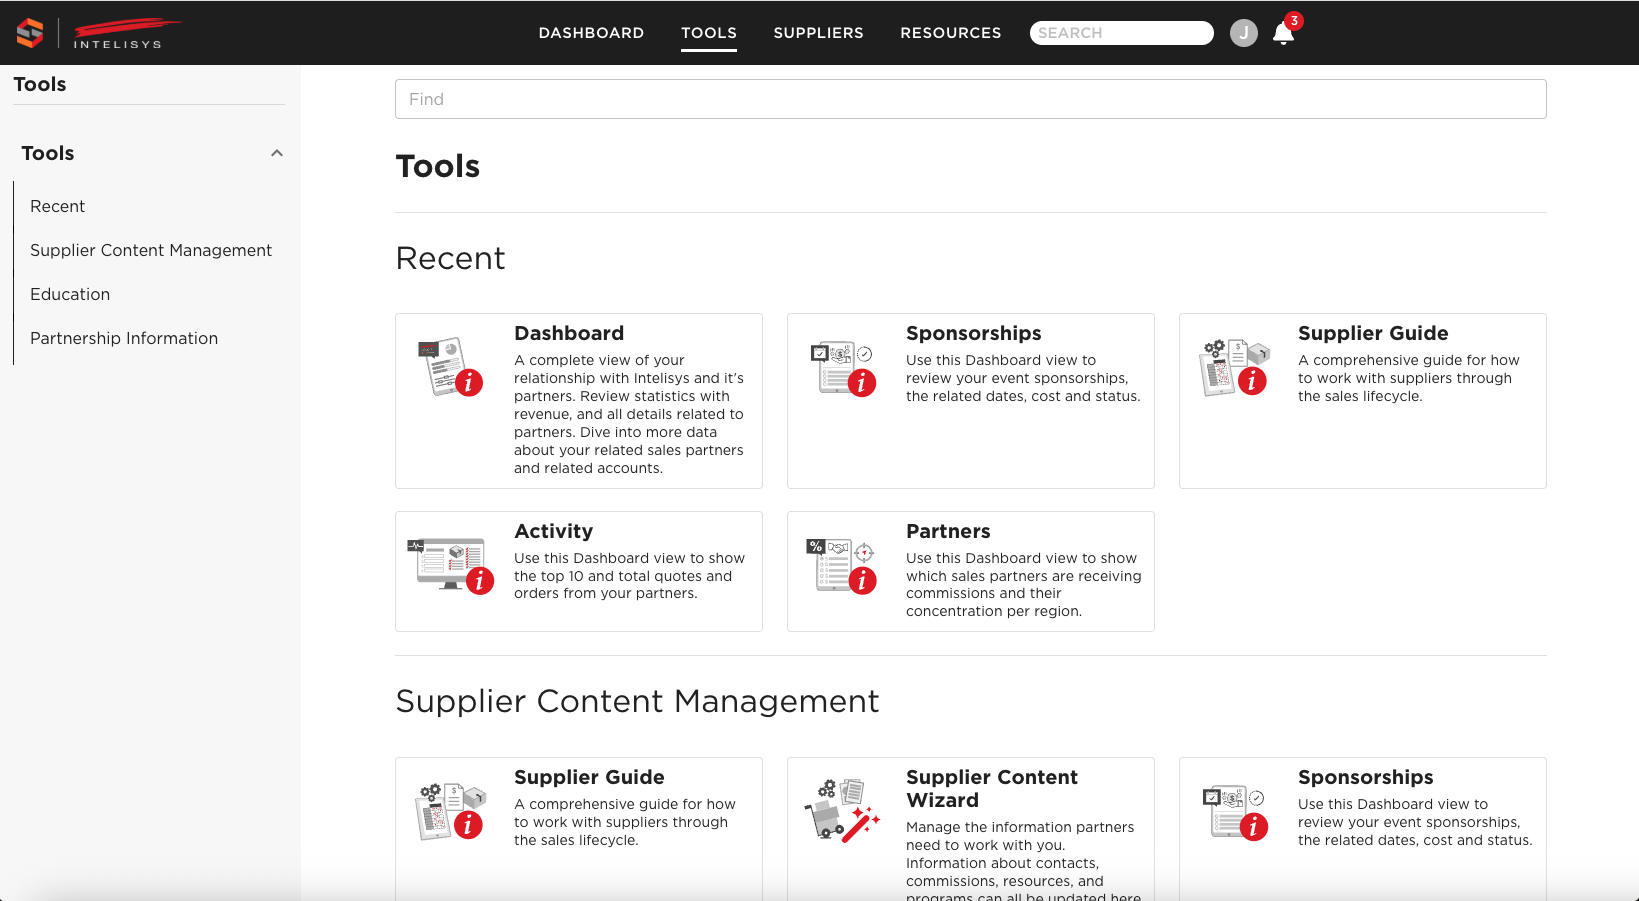 INTELISYS
DASHBOARD
TOOLS
SUPPLIERS
RESOURCES
SEARCH
J
3
Tools
Tools
Recent
Supplier Content Management
Education
Partnership Information
Find
Tools
Recent
Dashboard
A complete view of your
relationship with Intelisys and it's
partners. Review statistics with
revenue, and all details related to
partners. Dive into more data
about your related sales partners
and related accounts.
Sponsorships
Use this Dashboard view to
review your event sponsorships,
the related dates, cost and status.
Supplier Guide
A comprehensive guide for how
to work with suppliers through
the sales lifecycle.
Activity
Use this Dashboard view to show
the top 10 and total quotes and
orders from your partners.
Partners
Use this Dashboard view to show
which sales partners are receiving
commissions and their
concentration per region.
Supplier Content Management
Supplier Guide
A comprehensive guide for how
to work with suppliers through
the sales lifecycle.
Supplier Content
Wizard
Manage the information partners
need to work with you.
Information about contacts,
commissions, resources, and
programs can all be updated here
Sponsorships
Use this Dashboard view to
review your event sponsorships,
the related dates, cost and status.